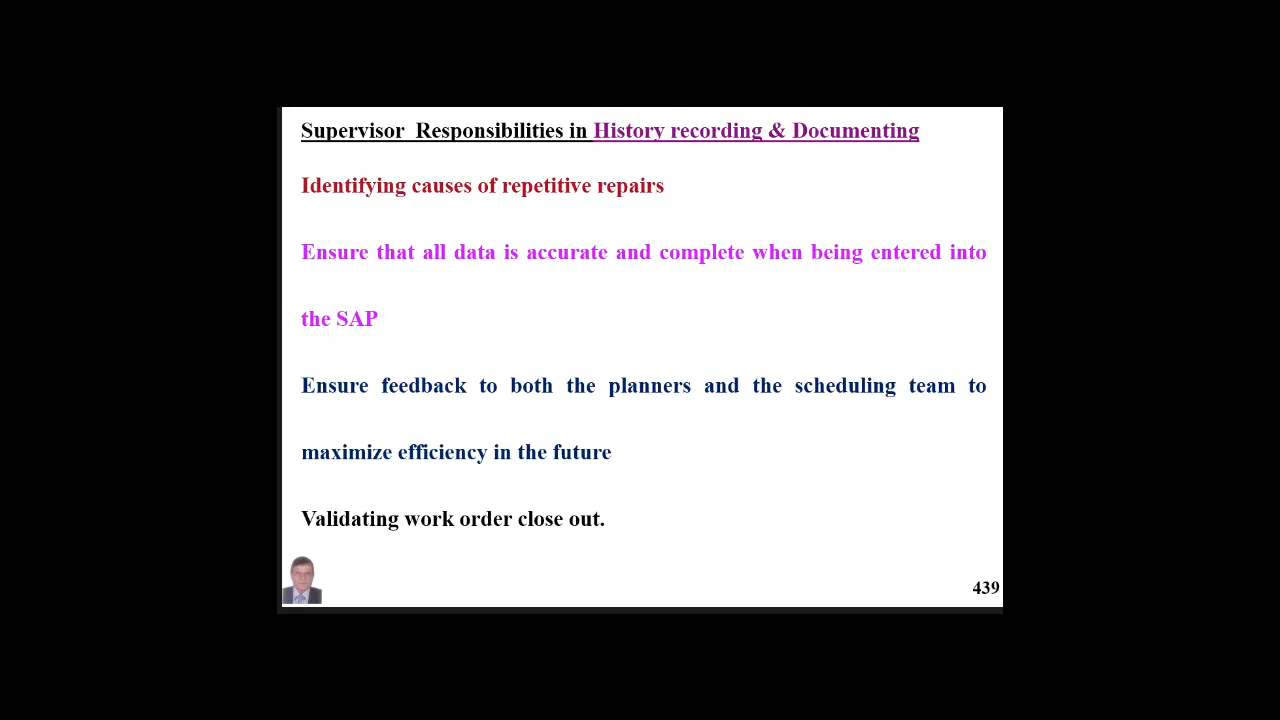 Supervisor  Responsibilities in History recording & Documenting
Identifying causes of repetitive repairs
Ensure that all data is accurate and complete when being entered into
the SAP
Ensure feedback to both the planners and the scheduling team to
maximize efficiency in the future
Validating work order close out.
439